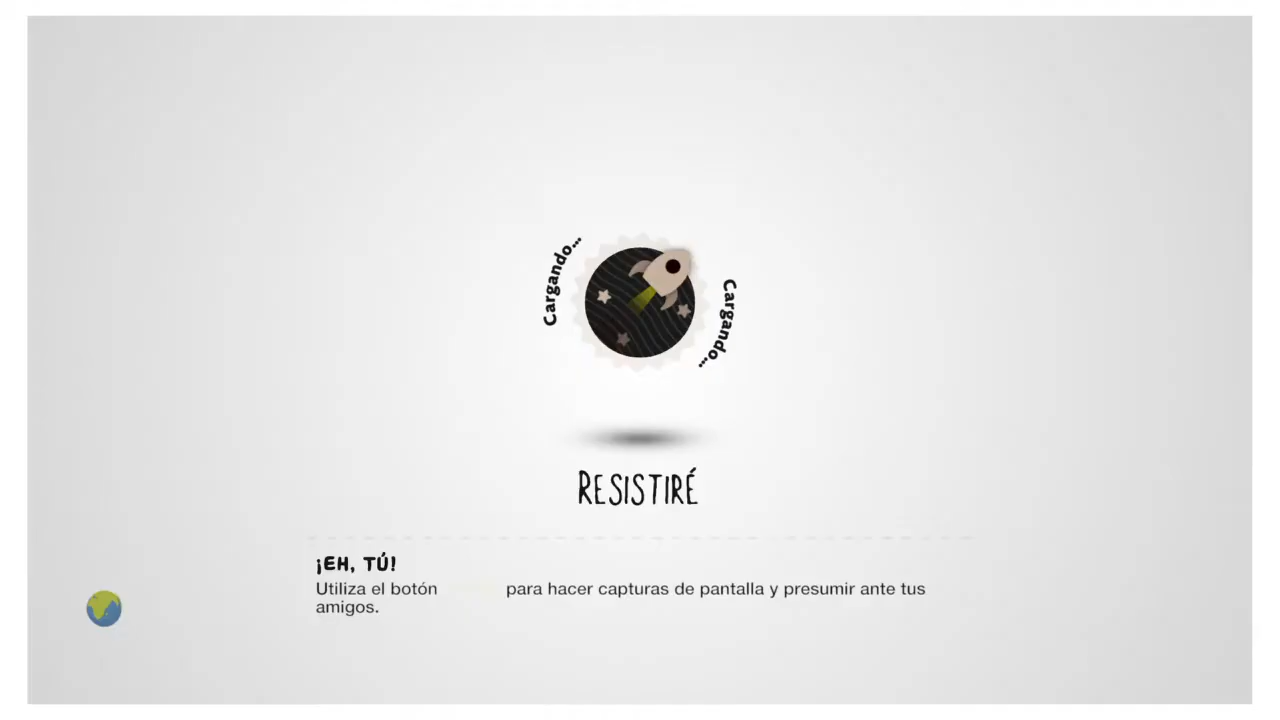 Cargando...
Cargando...
RESISTIRÉ
¡EH, TÚ!
Utiliza el botón para hacer capturas de pantalla y presumir ante tus
amigos.